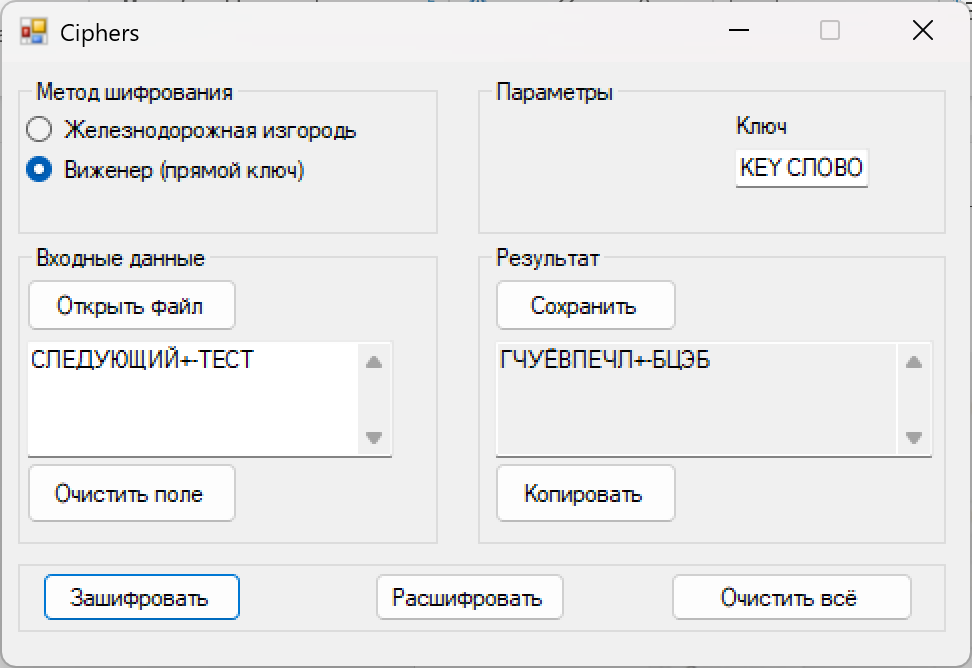 Ciphers
Метод шифрования
Железнодорожная изгородь
Виженер (прямой ключ)
Параметры
Ключ
KEY СЛОВО
Входные данные
Открыть файл
СЛЕДУЮЩИЙ+-ТЕСТ
Очистить поле
Результат
Сохранить
ГЧУЁВПЕЧЛ+-БЦЭБ
Копировать
Зашифровать
Расшифровать
Очистить всё